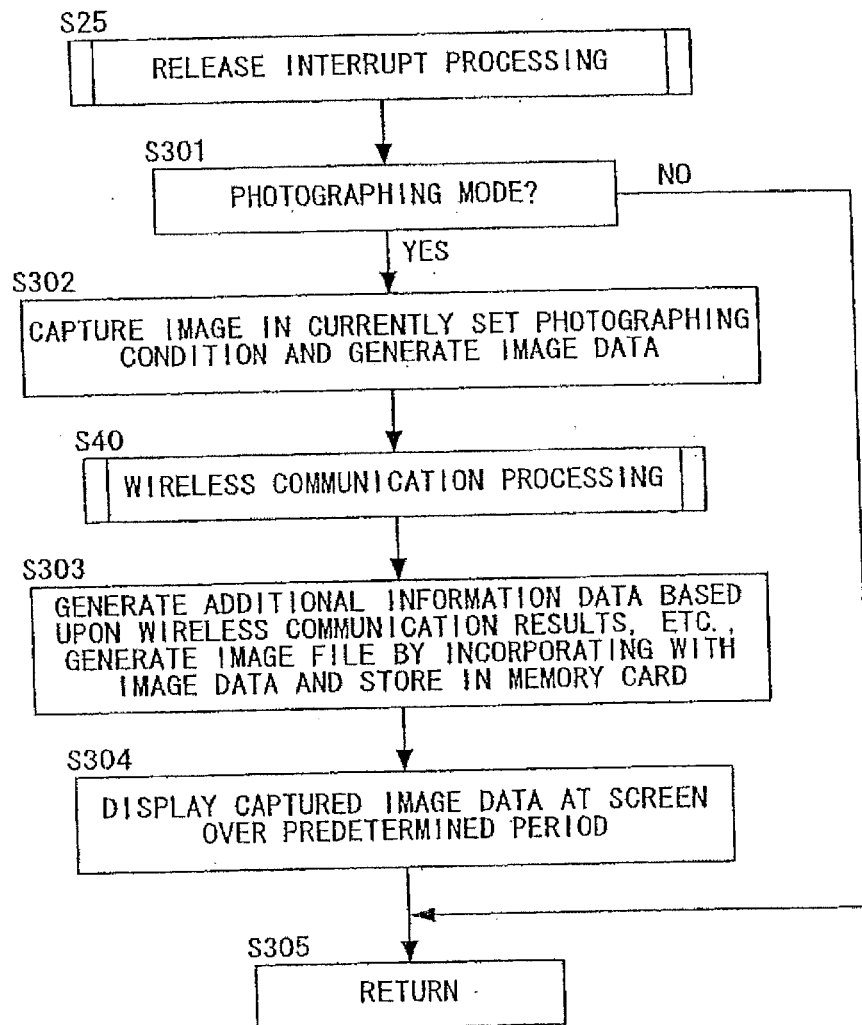 S25
RELEASE INTERRUPT PROCESSING
S301
PHOTOGRAPHING MODE?
NO
YES
S302
CAPTURE IMAGE IN CURRENTLY SET PHOTOGRAPHING
CONDITION AND GENERATE IMAGE DATA
S40
WIRELESS COMMUNICATION PROCESSING
S303
GENERATE ADDITIONAL INFORMATION DATA BASED
UPON WIRELESS COMMUNICATION RESULTS, ETC.,
GENERATE IMAGE FILE BY INCORPORATING WITH
IMAGE DATA AND STORE IN MEMORY CARD
S304
DISPLAY CAPTURED IMAGE DATA AT SCREEN
OVER PREDETERMINED PERIOD
S305
RETURN